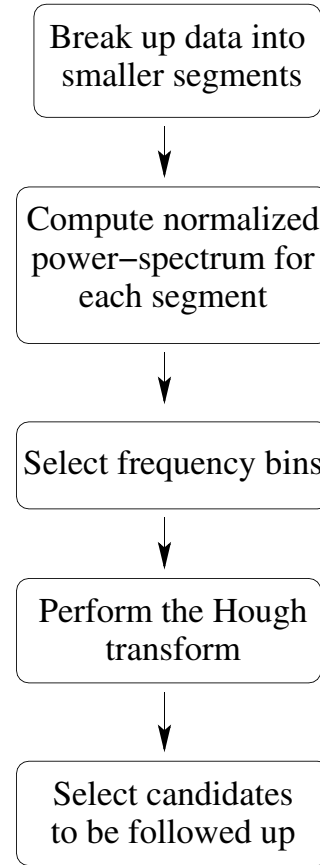 Break up data into
smaller segments
Compute normalized
power−spectrum for
each segment
Select frequency bins
Perform the Hough
transform
Select candidates
to be followed up